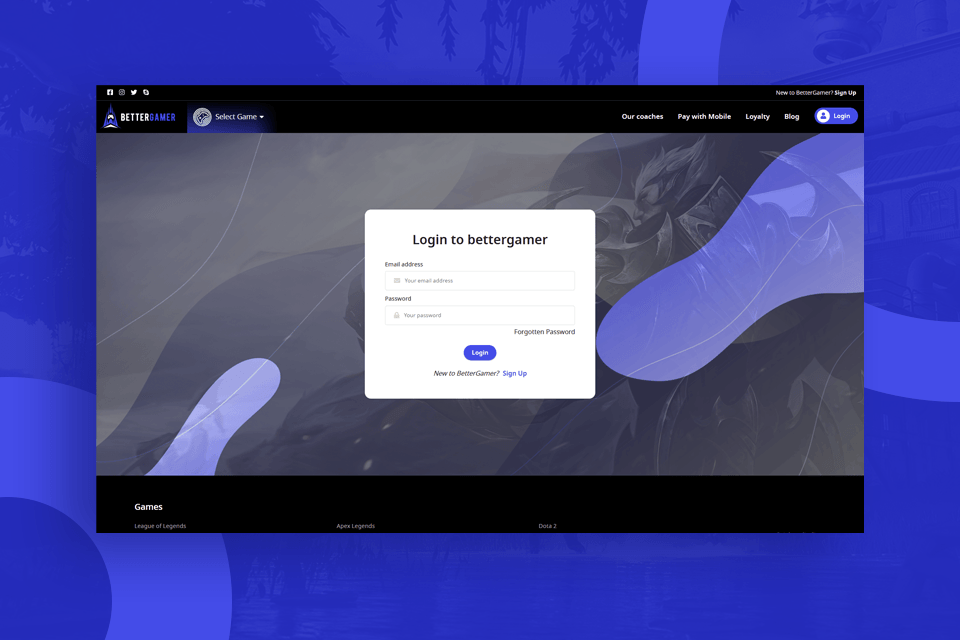 New to BetterGamer? Sign Up
BETTERGAMER
Select Game
Our coaches
Pay with Mobile
Loyalty
Blog
Login
Login to bettergamer
Email address
Your email address
Password
Your password
Forgotten Password
Login
New to BetterGamer? Sign Up
Games
League of Legends
Apex Legends
Dota 2